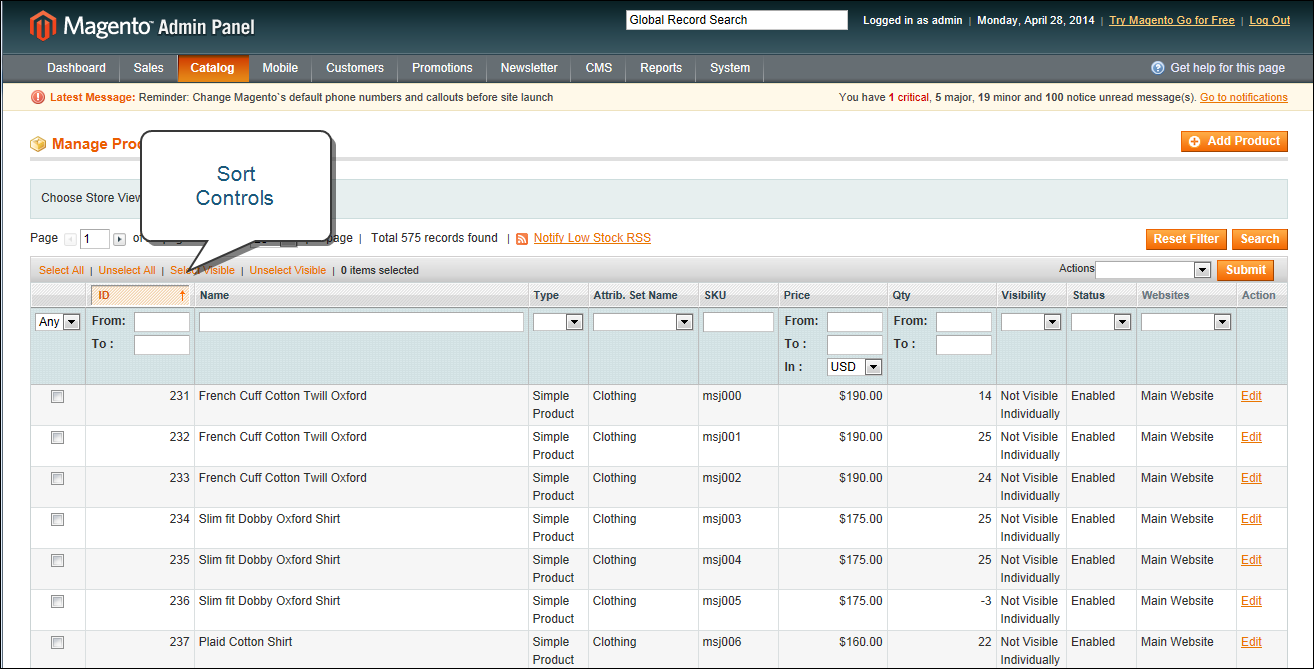 Magento™ Admin Panel
Global Record Search
Logged in as admin | Monday, April 28, 2014 | Try Magento Go for Free | Log Out
Dashboard Sales Catalog Mobile Customers Promotions Newsletter CMS Reports System
Get help for this page
Latest Message: Reminder: Change Magento`s default phone numbers and callouts before site launch
You have 1 critical, 5 major, 19 minor and 100 notice unread message(s). Go to notifications
Manage
Add Product
Sort
Controls
Choose Store View
Page 1 of page | Total 575 records found | Notify Low Stock RSS
Reset Filter Search
Select All | Unselect All | Select Visible | Unselect Visible | 0 items selected
Actions Submit
ID Name Type Attrib. Set Name SKU Price Qty Visibility Status Websites Action
Any From: From: From:
To : To : To :
In : USD
231 French Cuff Cotton Twill Oxford Simple Clothing msj000 $190.00 14 Not Visible Enabled Main Website Edit
Product Individually
232 French Cuff Cotton Twill Oxford Simple Clothing msj001 $190.00 25 Not Visible Enabled Main Website Edit
Product Individually
233 French Cuff Cotton Twill Oxford Simple Clothing msj002 $190.00 24 Not Visible Enabled Main Website Edit
Product Individually
234 Slim fit Dobby Oxford Shirt Simple Clothing msj003 $175.00 25 Not Visible Enabled Main Website Edit
Product Individually
235 Slim fit Dobby Oxford Shirt Simple Clothing msj004 $175.00 25 Not Visible Enabled Main Website Edit
Product Individually
236 Slim fit Dobby Oxford Shirt Simple Clothing msj005 $175.00 -3 Not Visible Enabled Main Website Edit
Product Individually
237 Plaid Cotton Shirt Simple Clothing msj006 $160.00 22 Not Visible Enabled Main Website Edit
Product Individually